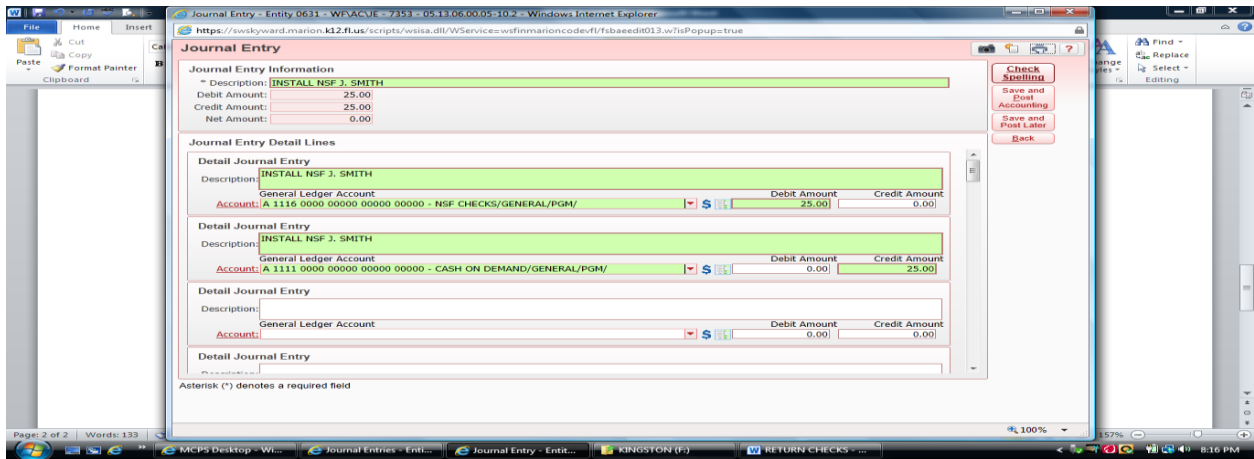 Journal Entry - Entity 0631 - WF\AC\JE - 7353 - 05.13.06.00.05-10.2 - Windows Internet Explorer
File Home Insert
https://swskyward.marion.k12.fl.us/scripts/wsisa.dll/WService=wsfinmarioncodevfl/fsbaeedit013.w?isPopup=true
Cut
Copy
Paste
Format Painter
Clipboard
Cal
B
Find
Replace
Select
Editing
Journal Entry
?
Journal Entry Information
* Description: INSTALL NSF J. SMITH
Debit Amount: 25.00
Credit Amount: 25.00
Net Amount: 0.00
Check
Spelling
Save and
Post
Accounting
Save and
Post Later
Back
Journal Entry Detail Lines
Detail Journal Entry
Description: INSTALL NSF J. SMITH
General Ledger Account Debit Amount Credit Amount
Account: A 1116 0000 00000 00000 00000 - NSF CHECKS/GENERAL/PGM/ $ 25.00 0.00
Detail Journal Entry
Description: INSTALL NSF J. SMITH
General Ledger Account Debit Amount Credit Amount
Account: A 1111 0000 00000 00000 00000 - CASH ON DEMAND/GENERAL/PGM/ $ 0.00 25.00
Detail Journal Entry
Description:
General Ledger Account Debit Amount Credit Amount
Account: $ 0.00 0.00
Detail Journal Entry
Asterisk (*) denotes a required field
100%
Page: 2 of 2 Words: 133
157%
MCPS Desktop - Wi... Journal Entries - Enti... Journal Entry - Entit... KINGSTON (F:) RETURN CHECKS - ... 8:16 PM